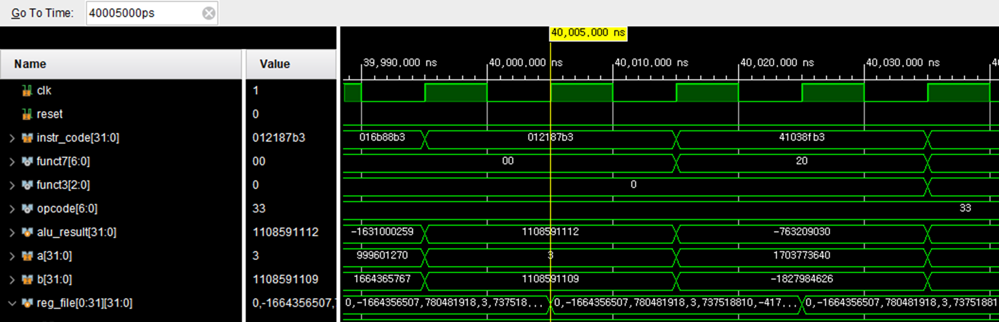 Go To Time: 40005000ps
40,005.000 ns
Name Value
39,990.000 ns 40,000.000 ns 40,010.000 ns 40,020.000 ns 40,030.000 ns
clk 1
reset 0
instr_code[31:0] 012187b3 016b88b3 012187b3 41038fb3
funct7[6:0] 00 00 20
funct3[2:0] 0 0
opcode[6:0] 33 33
alu_result[31:0] 1108591112 -1631000259 1108591112 -763209030
a[31:0] 3 999601270 3 1703773640
b[31:0] 1108591109 1664365767 1108591109 -1827984626
reg_file[0:31][31:0] 0,-1664356507, 0,-1664356507,780481918,3,737518... 0,-1664356507,780481918,3,737518810,-417... 0,-1664356507,780481918,3,73751881